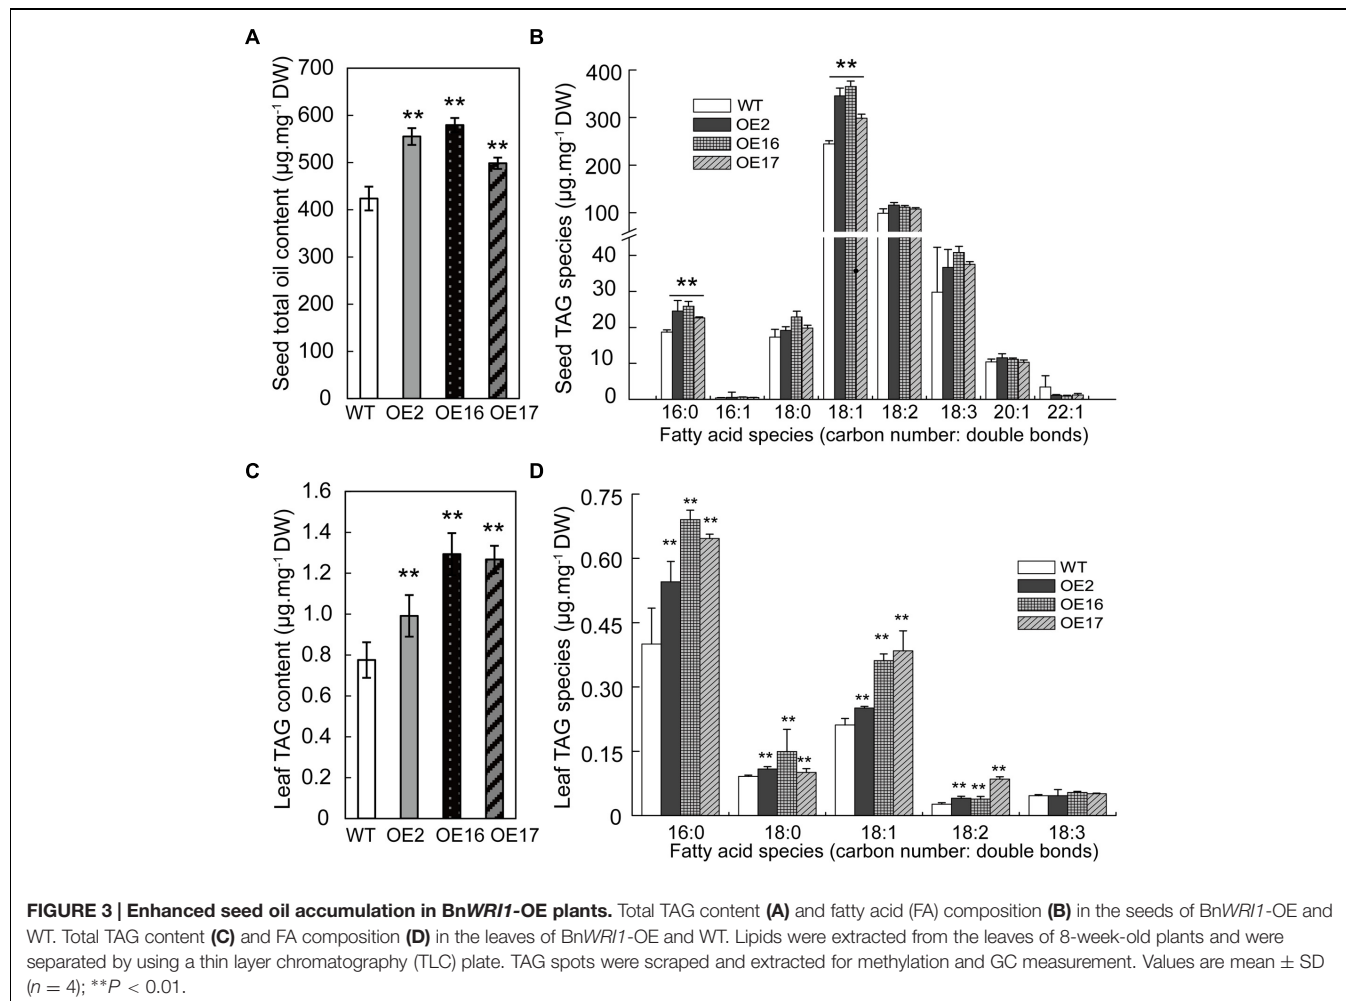 A
Seed total oil content (µg.mg⁻¹ DW)
700
600
500
400
300
200
100
0
** ** **
WT OE2 OE16 OE17
B
Seed TAG species (µg.mg⁻¹ DW)
400
300
200
100
40
30
20
10
0
WT
OE2
OE16
OE17
**
**
16:0 16:1 18:0 18:1 18:2 18:3 20:1 22:1
Fatty acid species (carbon number: double bonds)
C
Leaf TAG content (µg.mg⁻¹ DW)
1.6
1.4
1.2
1.0
0.8
0.6
0.4
0.2
0
** ** **
WT OE2 OE16 OE17
D
Leaf TAG species (µg.mg⁻¹ DW)
0.75
0.60
0.45
0.30
0.15
0
WT
OE2
OE16
OE17
** ** **
** ** **
** ** **
** ** **
16:0 18:0 18:1 18:2 18:3
Fatty acid species (carbon number: double bonds)
FIGURE 3 | Enhanced seed oil accumulation in BnWRI1-OE plants. Total TAG content (A) and fatty acid (FA) composition (B) in the seeds of BnWRI1-OE and
WT. Total TAG content (C) and FA composition (D) in the leaves of BnWRI1-OE and WT. Lipids were extracted from the leaves of 8-week-old plants and were
separated by using a thin layer chromatography (TLC) plate. TAG spots were scraped and extracted for methylation and GC measurement. Values are mean ± SD
(n = 4); **P < 0.01.